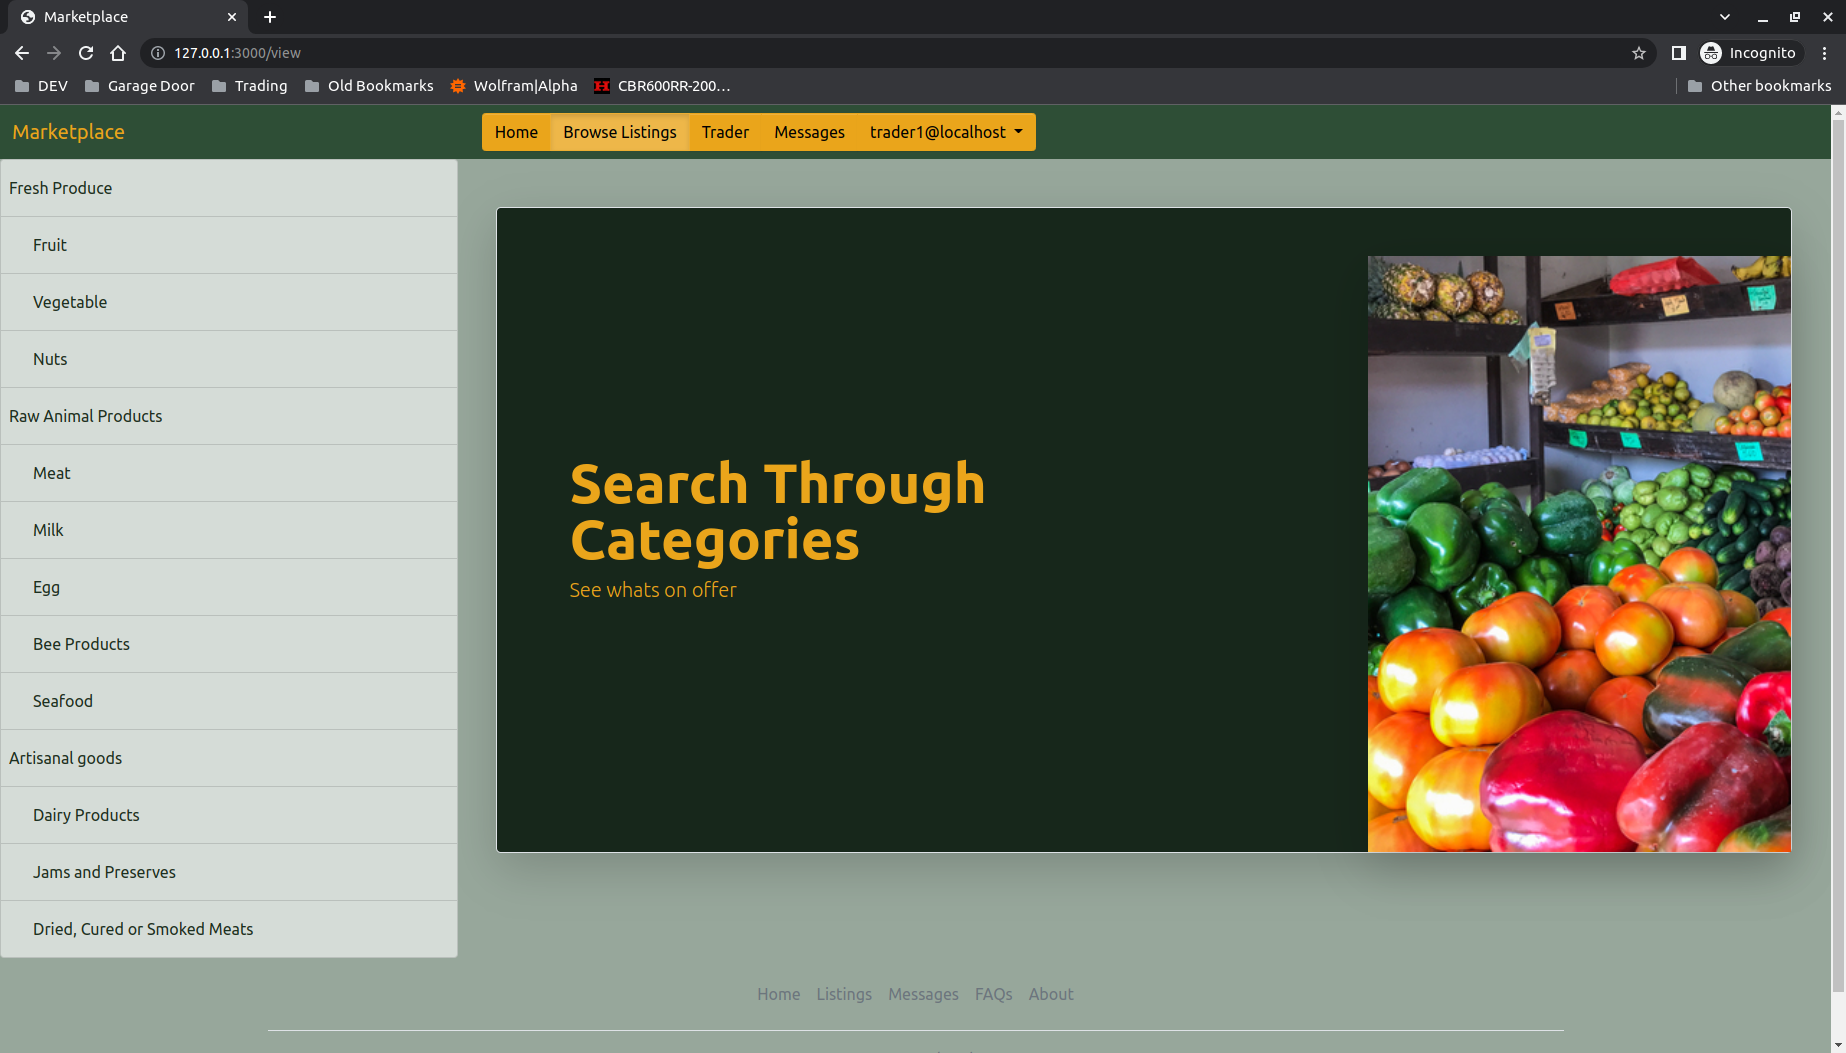 Marketplace
127.0.0.1:3000/view
Incognito
DEV
Garage Door
Trading
Old Bookmarks
Wolfram|Alpha
CBR600RR-200...
Other bookmarks
Marketplace
Home
Browse Listings
Trader
Messages
trader1@localhost
Fresh Produce
Fruit
Vegetable
Nuts
Raw Animal Products
Meat
Milk
Egg
Bee Products
Seafood
Artisanal goods
Dairy Products
Jams and Preserves
Dried, Cured or Smoked Meats
Search Through
Categories
See whats on offer
Home
Listings
Messages
FAQs
About